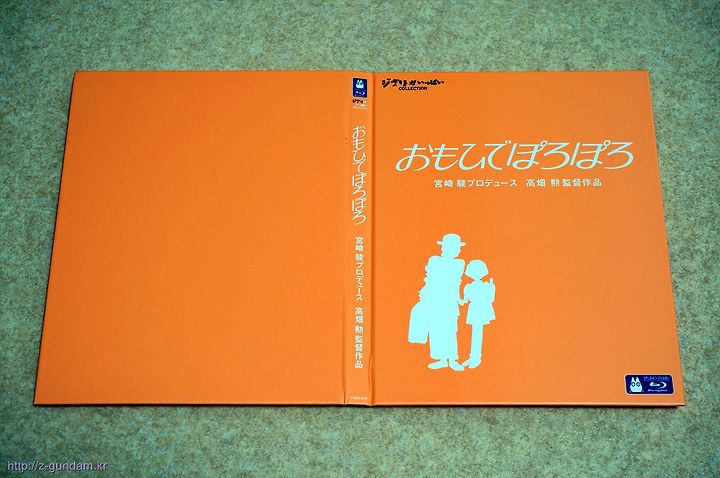 ジブリがいっぱい
COLLECTION
おもひでぽろぽろ
宮崎 駿プロデュース 高畑 勲 監督作品
おもひでぽろぽろ
宮崎 駿プロデュース 高畑 勲 監督作品
http://z-gundam.kr